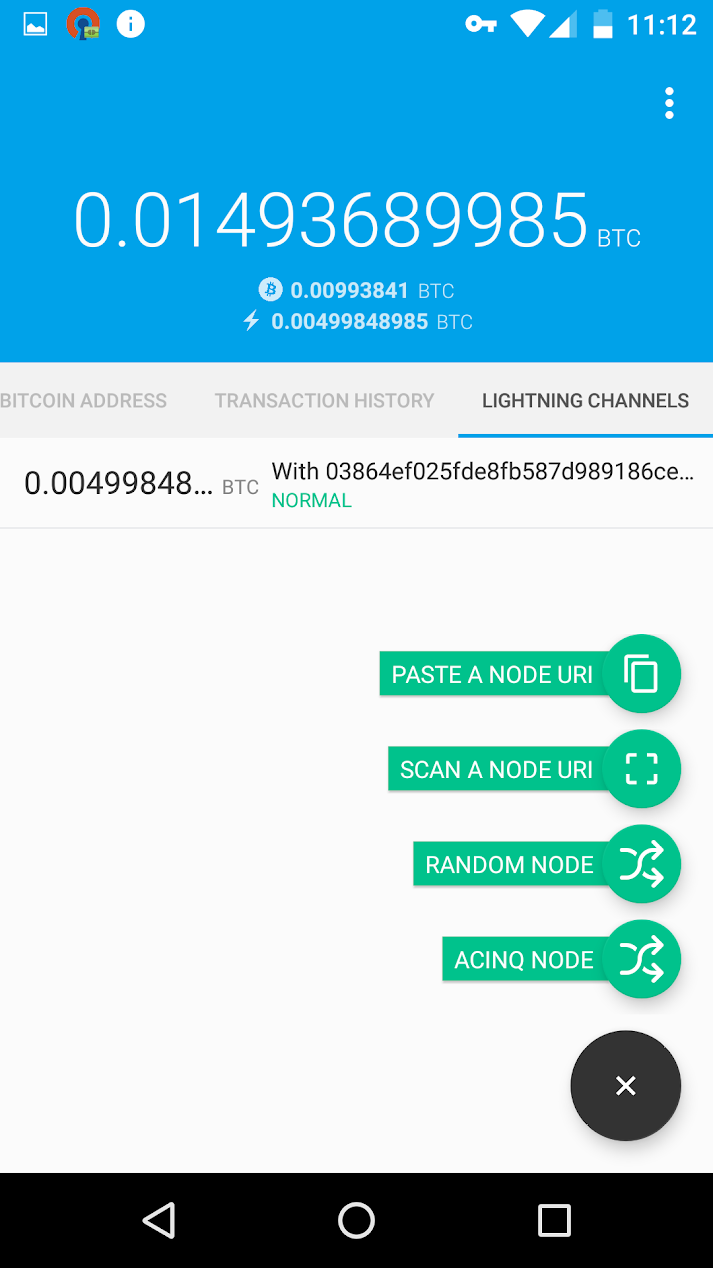 11:12
0.01493689985 BTC
0.00993841 BTC
0.00499848985 BTC
BITCOIN ADDRESS TRANSACTION HISTORY LIGHTNING CHANNELS
0.00499848... BTC With 03864ef025fde8fb587d989186ce...
NORMAL
PASTE A NODE URI
SCAN A NODE URI
RANDOM NODE
ACINQ NODE